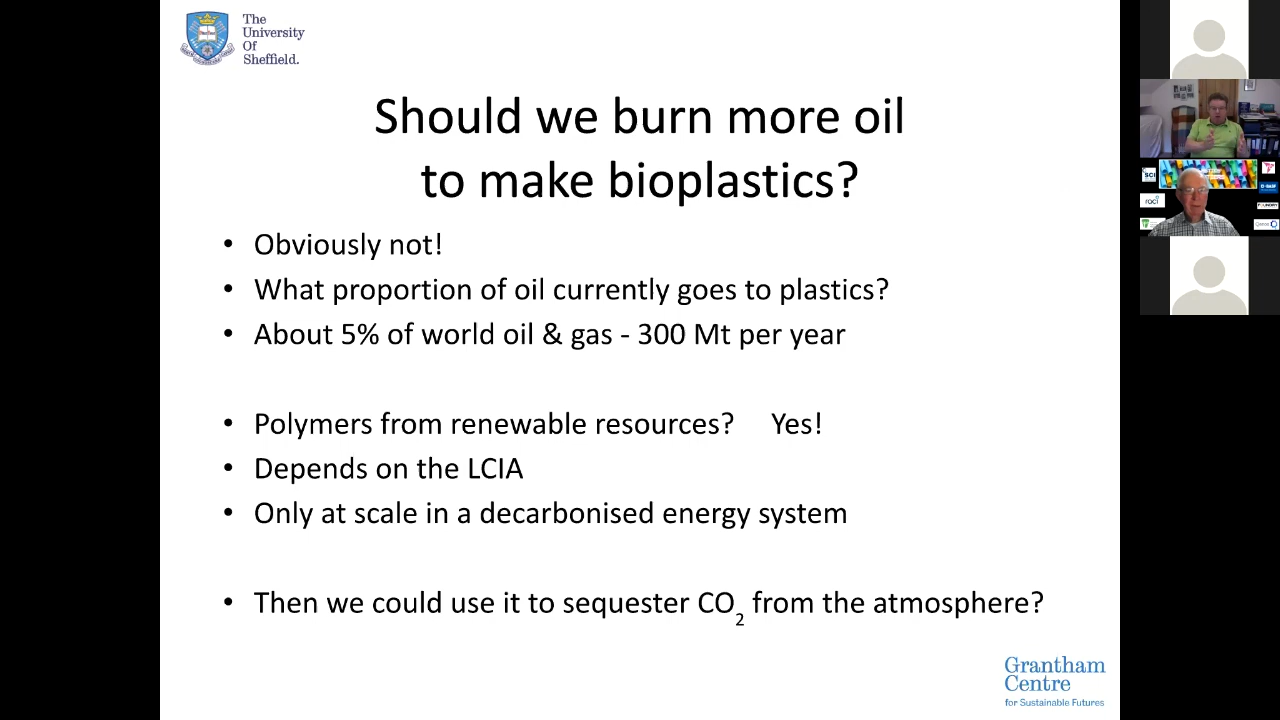 The
University
Of
Sheffield.
Should we burn more oil
to make bioplastics?
• Obviously not!
• What proportion of oil currently goes to plastics?
• About 5% of world oil & gas - 300 Mt per year
• Polymers from renewable resources? Yes!
• Depends on the LCIA
• Only at scale in a decarbonised energy system
• Then we could use it to sequester CO2 from the atmosphere?
Grantham
Centre
for Sustainable Futures
SCI
raci